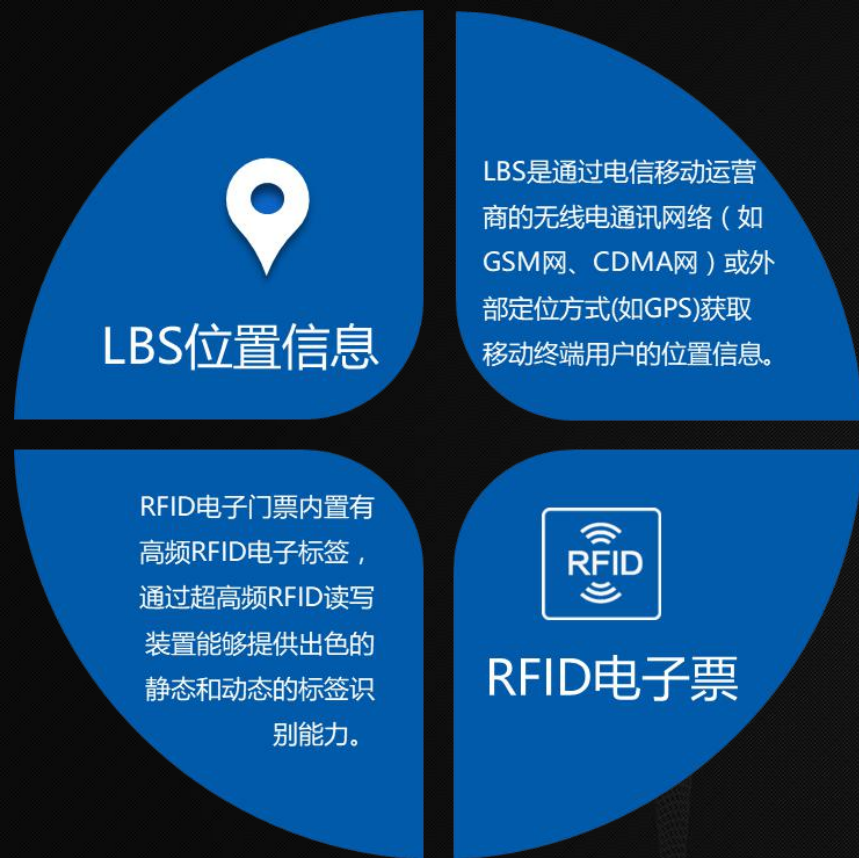 LBS位置信息
LBS是通过电信移动运营
商的无线电通讯网络（如
GSM网、CDMA网）或外
部定位方式(如GPS)获取
移动终端用户的位置信息。
RFID电子门票内置有
高频RFID电子标签，
通过超高频RFID读写
装置能够提供出色的
静态和动态的标签识
别能力。
RFID
RFID电子票